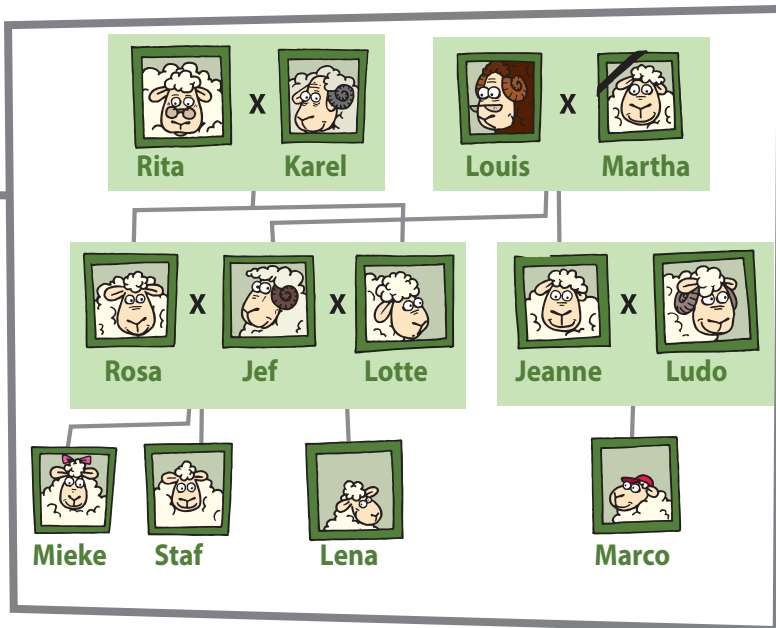 X X
Rita Karel Louis Martha
X X X
Rosa Jef Lotte Jeanne Ludo
Mieke Staf Lena Marco